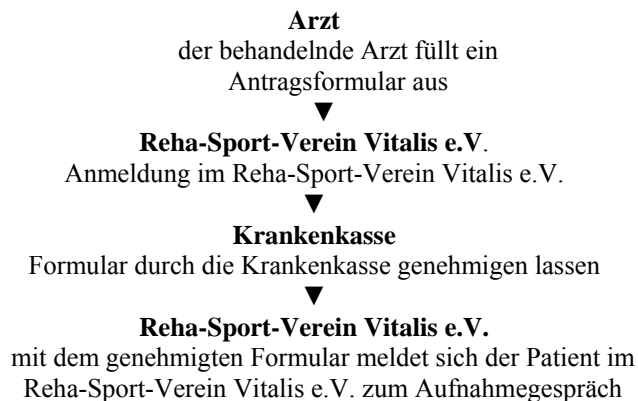 Arzt
der behandelnde Arzt füllt ein
Antragsformular aus
▼
Reha-Sport-Verein Vitalis e.V.
Anmeldung im Reha-Sport-Verein Vitalis e.V.
▼
Krankenkasse
Formular durch die Krankenkasse genehmigen lassen
▼
Reha-Sport-Verein Vitalis e.V.
mit dem genehmigten Formular meldet sich der Patient im
Reha-Sport-Verein Vitalis e.V. zum Aufnahmegespräch